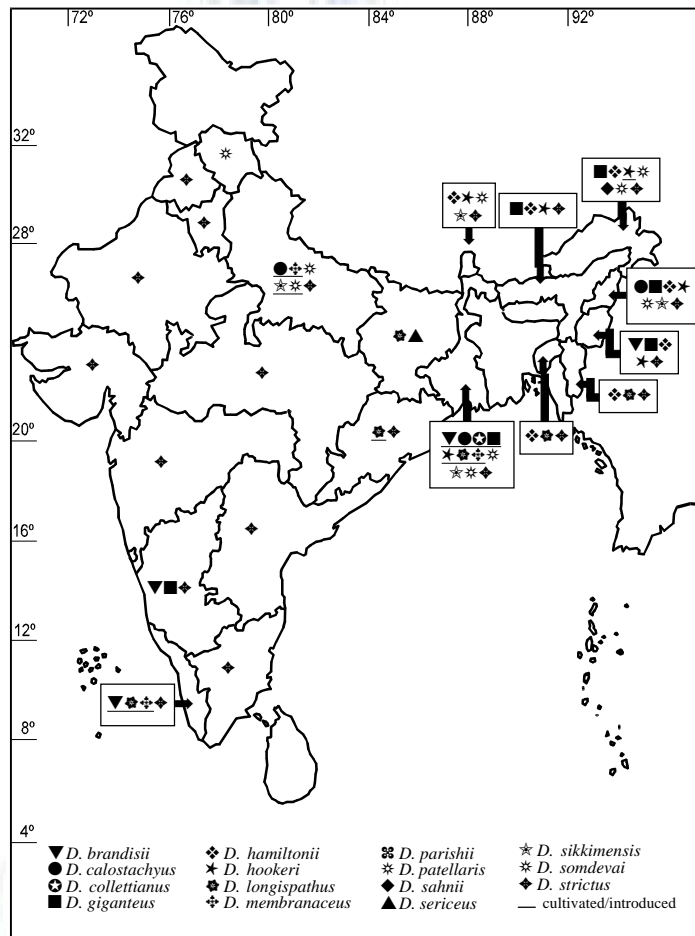 72º 76º 80º 84º 88º 92º
32º
28º
20º
16º
12º
8º
4º
D. brandisii D. hamiltonii D. parishii D. sikkimensis
D. calostachyus D. hookeri D. patellaris D. somdevai
D. collettianus D. longispathus D. sahnii D. strictus
D. giganteus D. membranaceus D. sericeus cultivated/introduced